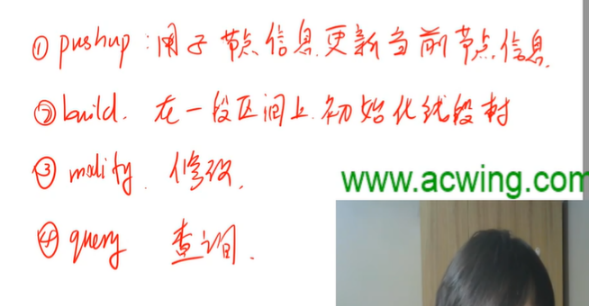 ① pushup:用子节点信息更新当前节点信息.
② build. 在一段区间上初始化线段树
③ modity. 修改.
www.acwing.com
④ query 查询.